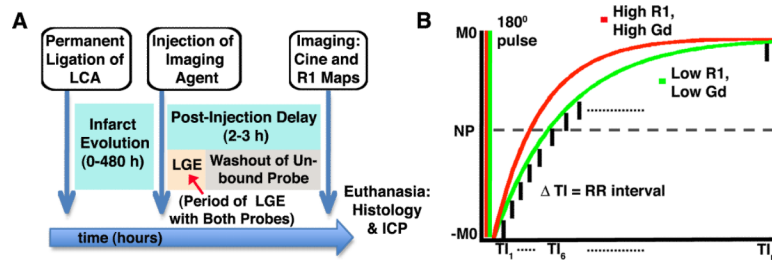 A
Permanent
Ligation of
LCA
Injection of
Imaging
Agent
Imaging:
Cine and
R1 Maps
Infarct
Evolution
(0-480 h)
Post-Injection Delay
(2-3 h)
LGE
Washout of Un-
bound Probe
(Period of LGE
with Both Probes)
Euthanasia:
Histology
& ICP
time (hours)
B
M0
180⁰
pulse
High R1,
High Gd
Low R1,
Low Gd
NP
Δ TI = RR interval
-M0
TI₁ ..... TI₆ ..............